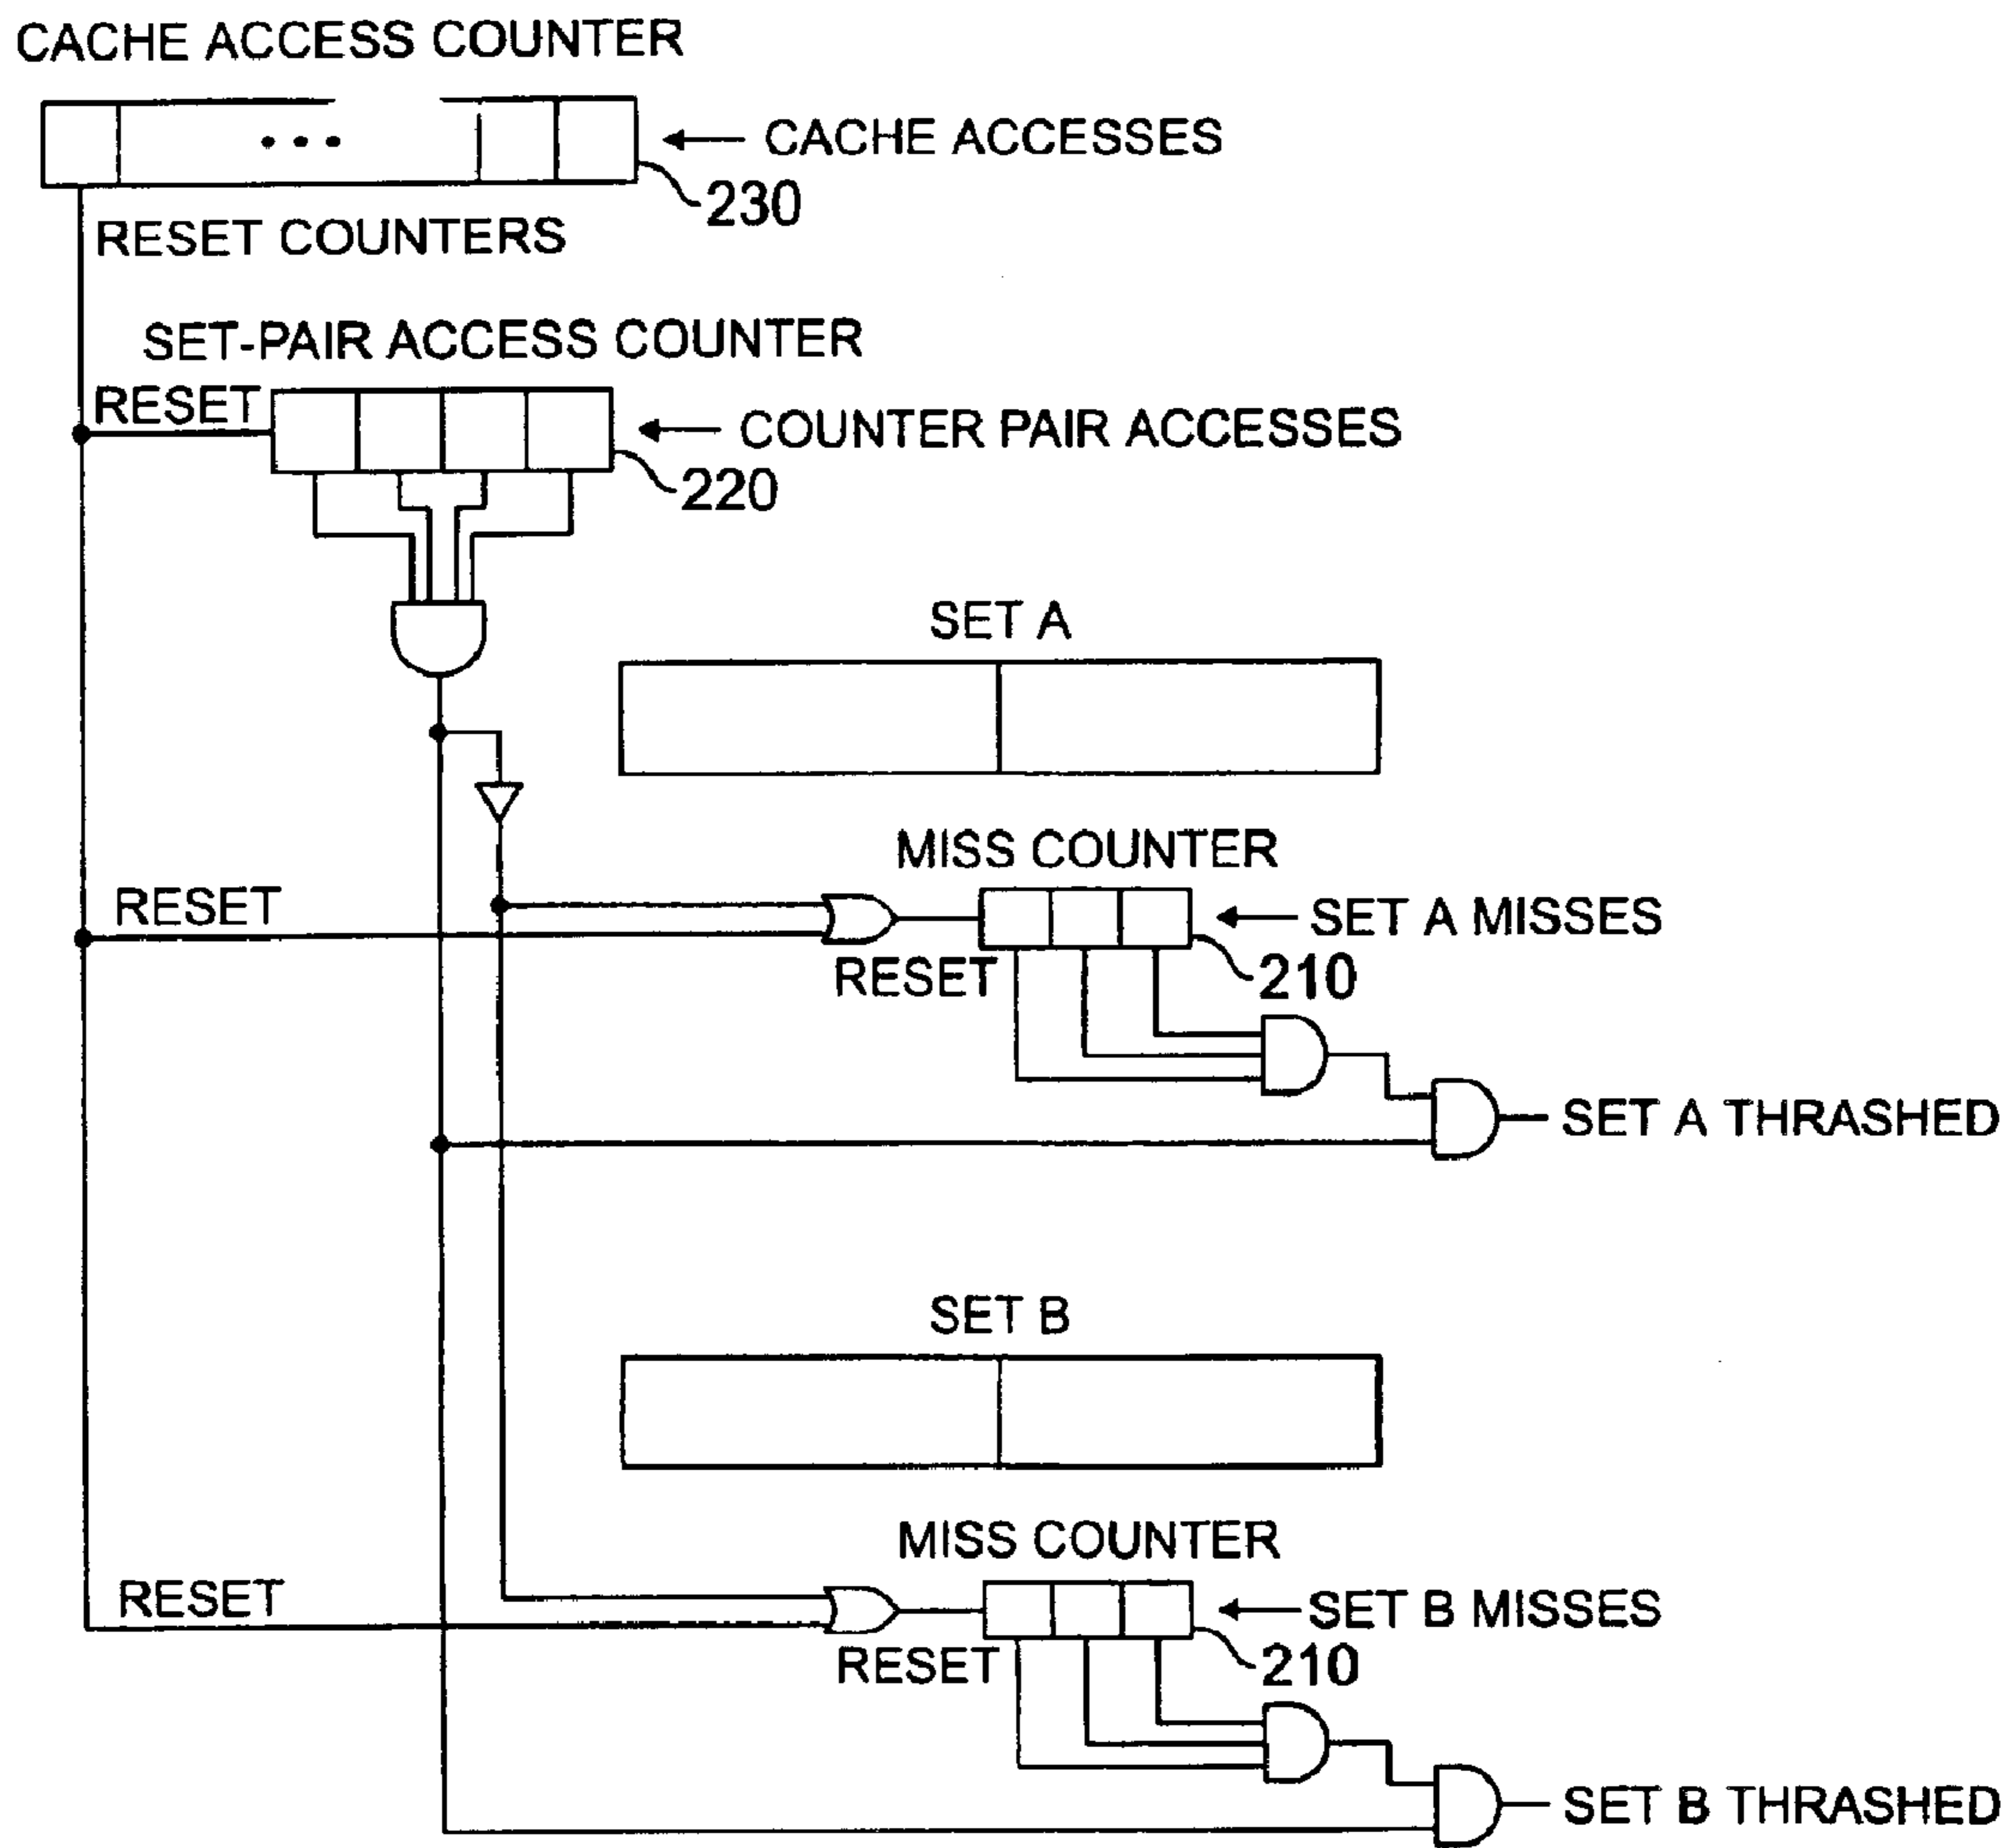 CACHE ACCESS COUNTER
CACHE ACCESSES
230
RESET COUNTERS
SET-PAIR ACCESS COUNTER
RESET
COUNTER PAIR ACCESSES
220
SET A
MISS COUNTER
RESET
SET A MISSES
RESET
210
SET A THRASHED
SET B
MISS COUNTER
RESET
SET B MISSES
RESET
210
SET B THRASHED